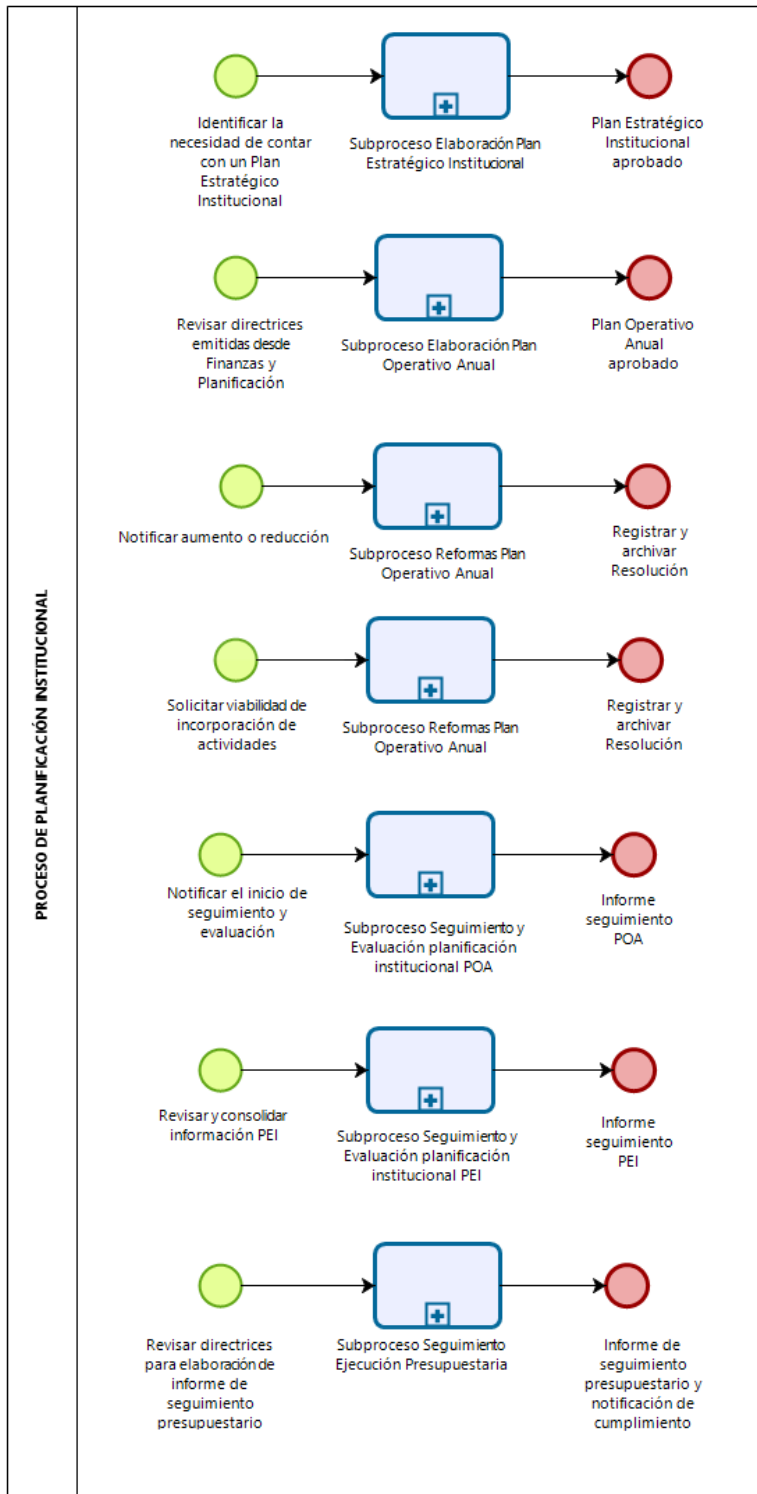 PROCESO DE PLANIFICACIÓN INSTITUCIONAL
Identificar la
necesidad de contar
con un Plan
Estratégico
Institucional
Subproceso Elaboración Plan
Estratégico Institucional
Plan Estratégico
Institucional
aprobado
Revisar directrices
emitidas desde
Finanzas y
Planificación
Subproceso Elaboración Plan
Operativo Anual
Plan Operativo
Anual
aprobado
Notificar aumento o reducción
Subproceso Reformas Plan
Operativo Anual
Registrar y
archivar
Resolución
Solicitar viabilidad de
incorporación de
actividades
Subproceso Reformas Plan
Operativo Anual
Registrar y
archivar
Resolución
Notificar el inicio de
seguimiento y
evaluación
Subproceso Seguimiento y
Evaluación planificación
institucional POA
Informe
seguimiento
POA
Revisar y consolidar
información PEI
Subproceso Seguimiento y
Evaluación planificación
institucional PEI
Informe
seguimiento
PEI
Revisar directrices
para elaboración de
informe de
seguimiento
presupuestario
Subproceso Seguimiento
Ejecución Presupuestaria
Informe de
seguimiento
presupuestario y
notificación de
cumplimiento